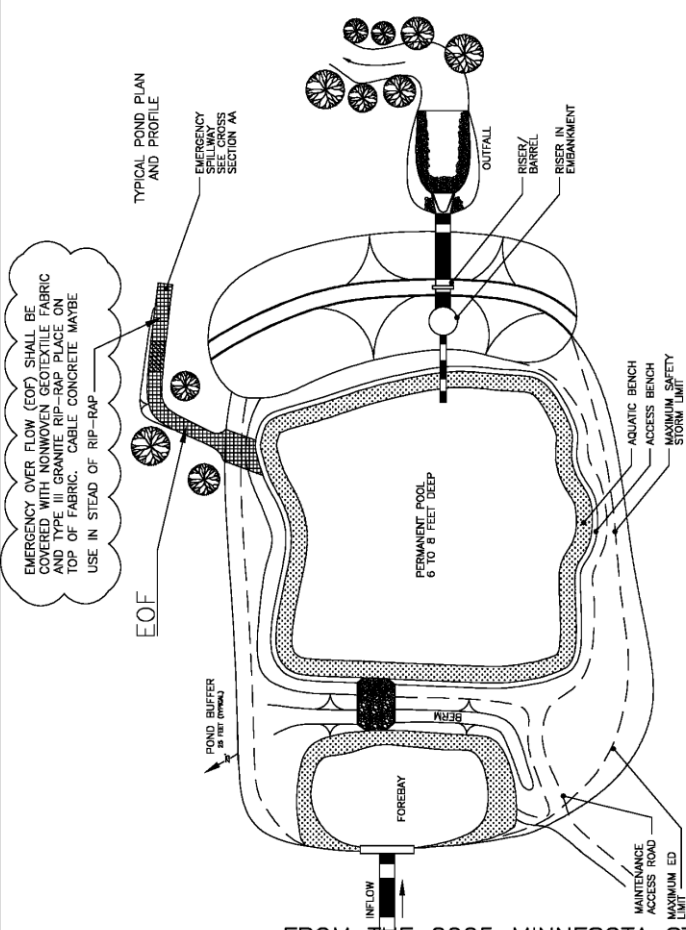 EMERGENCY OVER FLOW (EOF) SHALL BE
COVERED WITH NONWOVEN GEOTEXTILE FABRIC
AND TYPE III GRANITE RIP-RAP PLACE ON
TOP OF FABRIC. CABLE CONCRETE MAYBE
USE IN STEAD OF RIP-RAP
TYPICAL POND PLAN
AND PROFILE
EMERGENCY
SPILLWAY
SEE CROSS
SECTION AA
EOF
OUTFALL
RISER/
BARREL
RISER IN
EMBANKMENT
PERMANENT POOL
6 TO 8 FEET DEEP
AQUATIC BENCH
ACCESS BENCH
MAXIMUM SAFETY
STORM LIMIT
POND BUFFER
25 FEET (TYPICAL)
25'
BERM
FOREBAY
INFLOW
MAINTENANCE
ACCESS ROAD
MAXIMUM ED
LIMIT
FROM THE 2005 MINNESOTA